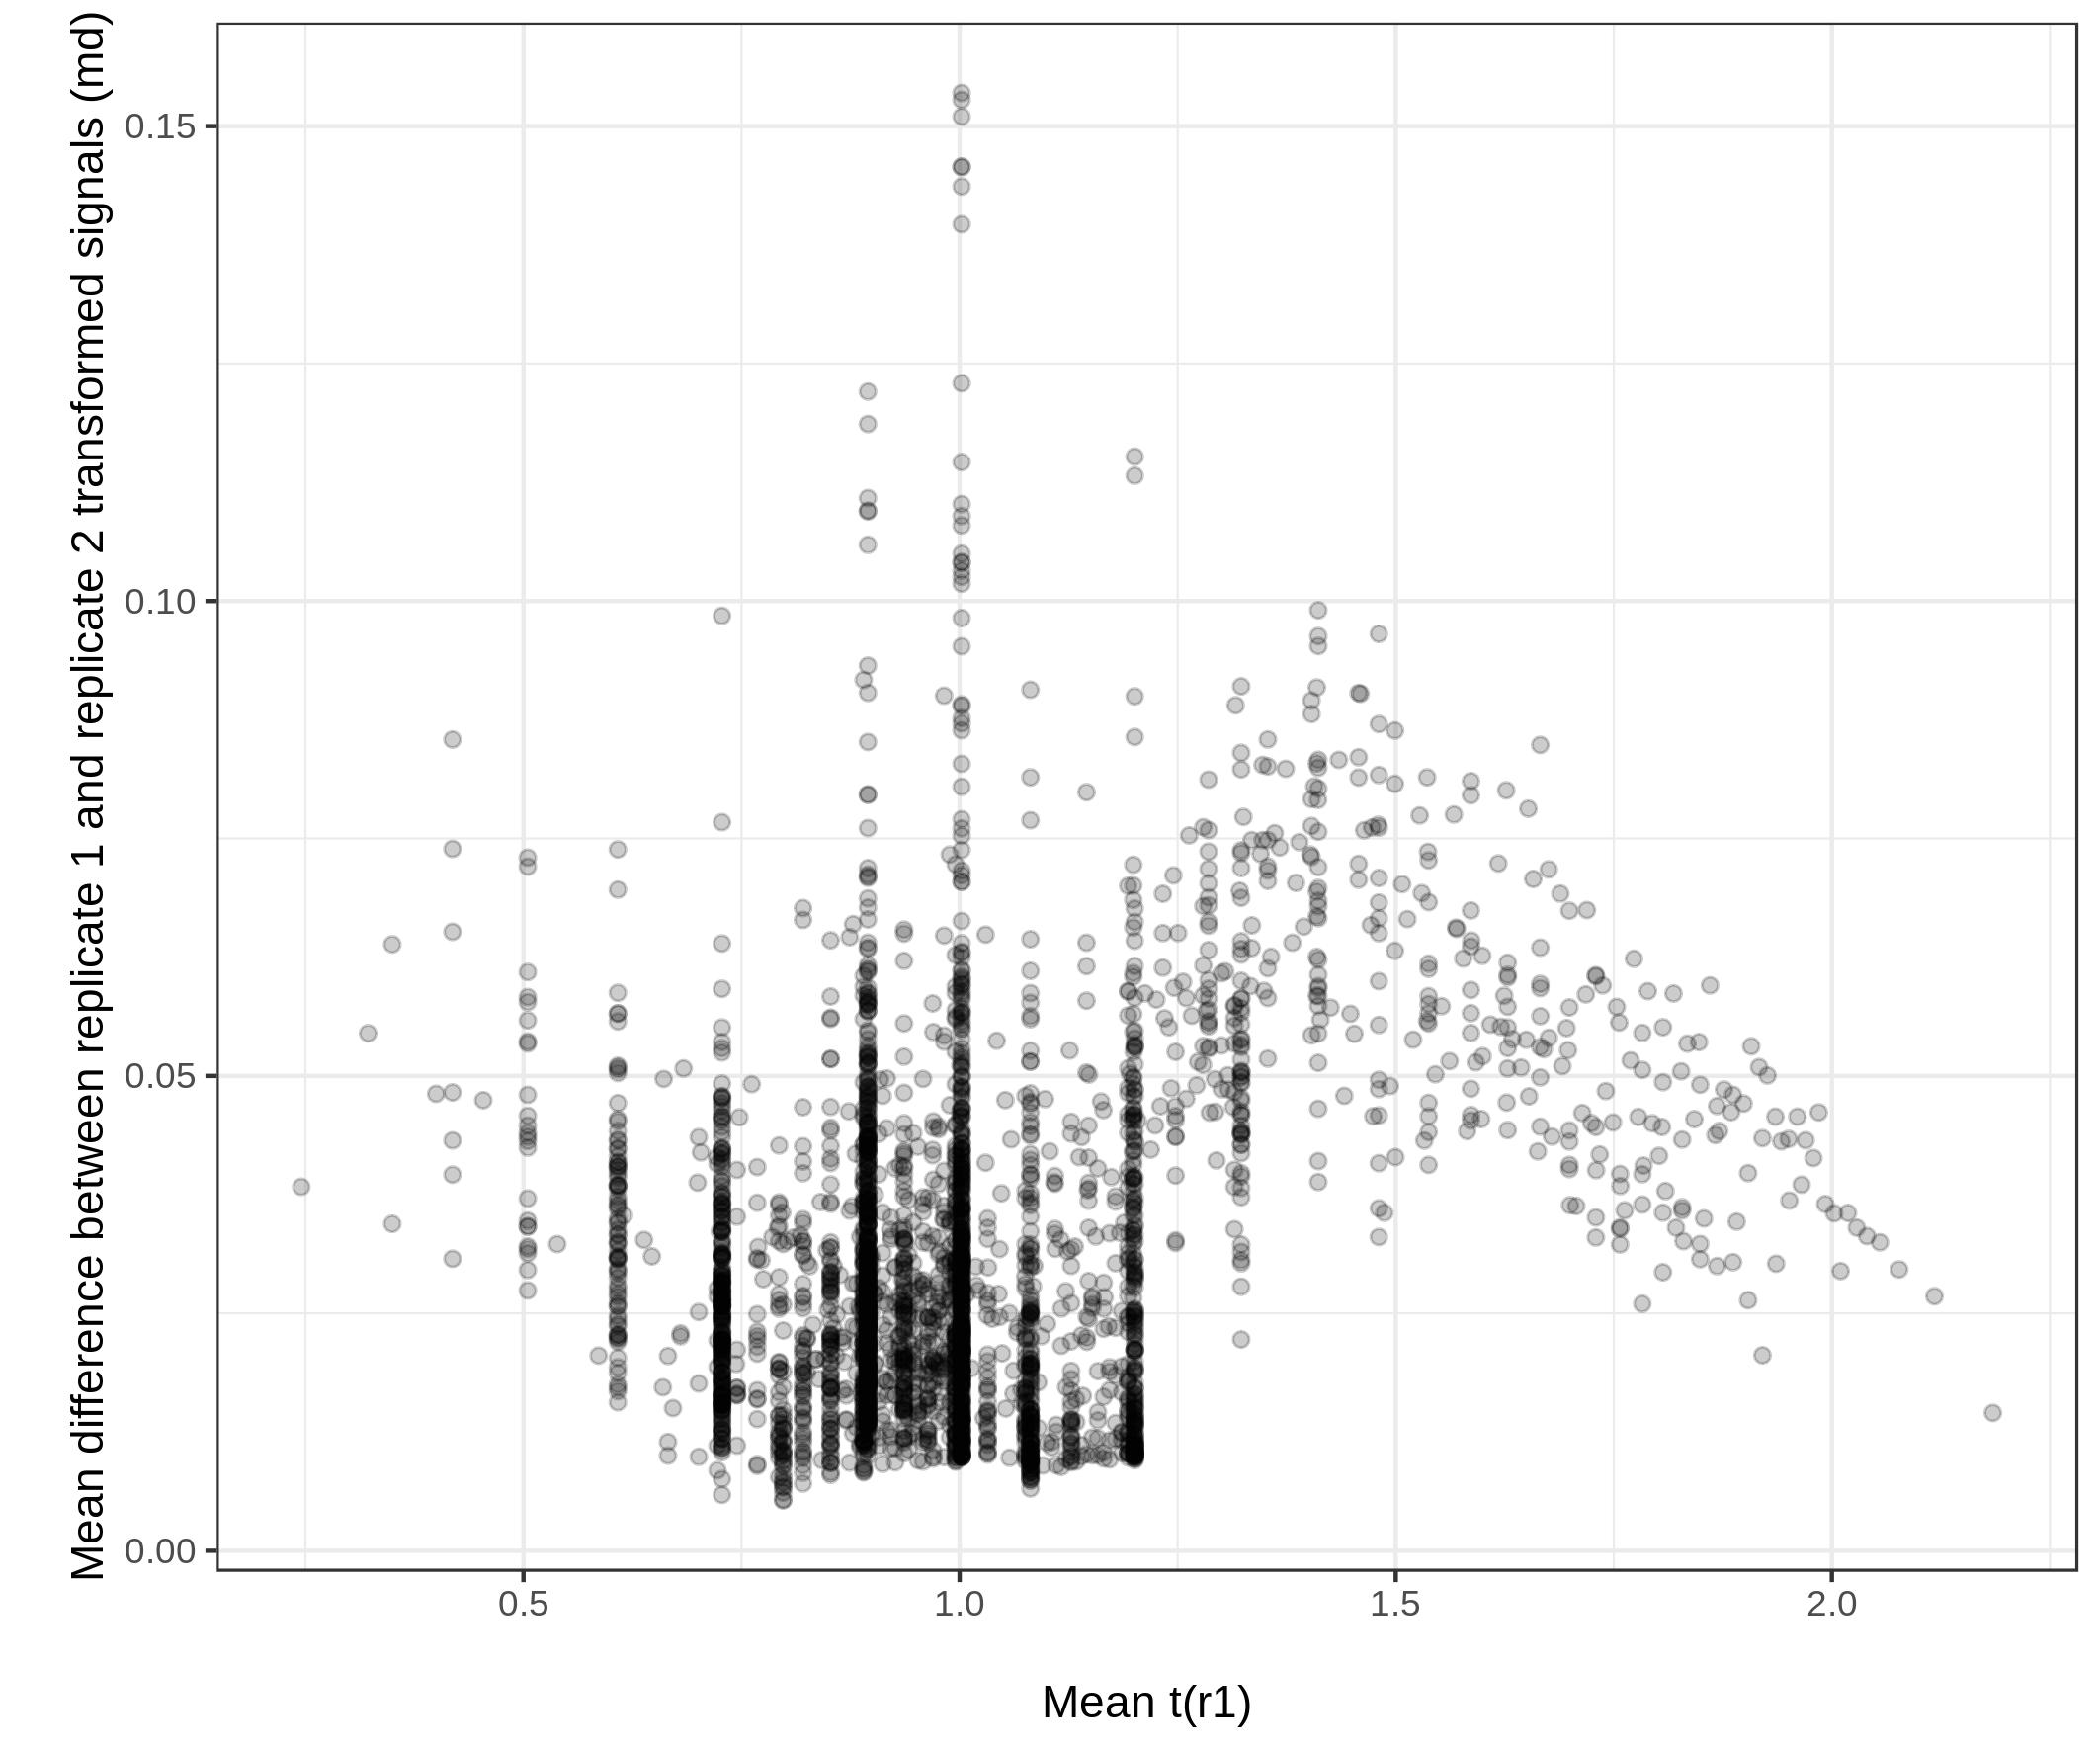 Mean difference between replicate 1 and replicate 2 transformed signals (md)
0.15
0.10
0.05
0.00
0.5 1.0 1.5 2.0
Mean t(r1)